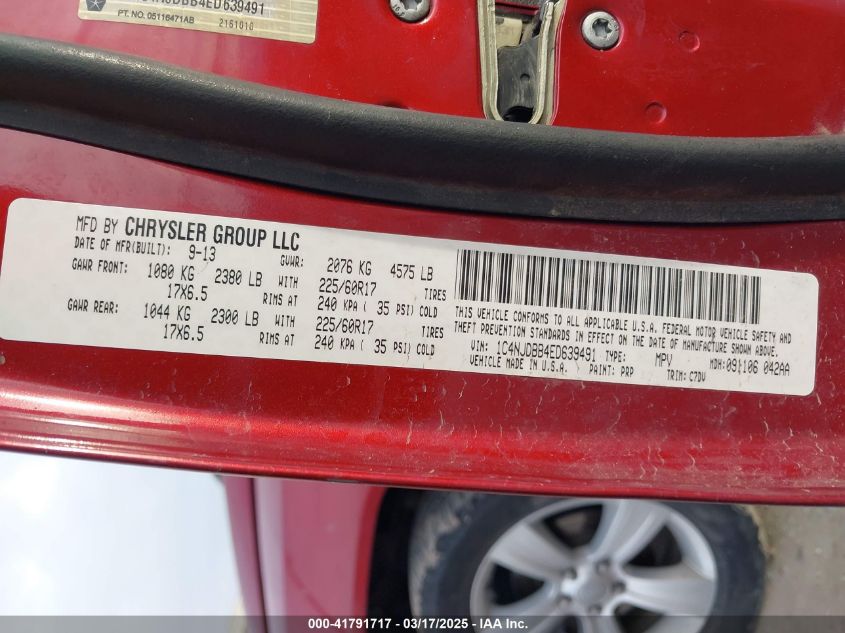 4NJDBB4ED639491
PT. NO. 05116471AB 2161010
MFD BY CHRYSLER GROUP LLC
DATE OF MFR(BUILT): 9-13 GVWR: 2076 KG 4575 LB
GAWR FRONT: 1080 KG 2380 LB WITH 225/60R17 TIRES
17X6.5 RIMS AT 240 KPA ( 35 PSI) COLD
GAWR REAR: 1044 KG 2300 LB WITH 225/60R17 TIRES
17X6.5 RIMS AT 240 KPA ( 35 PSI) COLD
THIS VEHICLE CONFORMS TO ALL APPLICABLE U.S.A. FEDERAL MOTOR VEHICLE SAFETY AND
THEFT PREVENTION STANDARDS IN EFFECT ON THE DATE OF MANUFACTURE SHOWN ABOVE.
VIN: 1C4NJDBB4ED639491 TYPE: MPV MDH:091106 042AA
VEHICLE MADE IN U.S.A. PAINT: PRP TRIM: C7DV
000-41791717 - 03/17/2025 - IAA Inc.